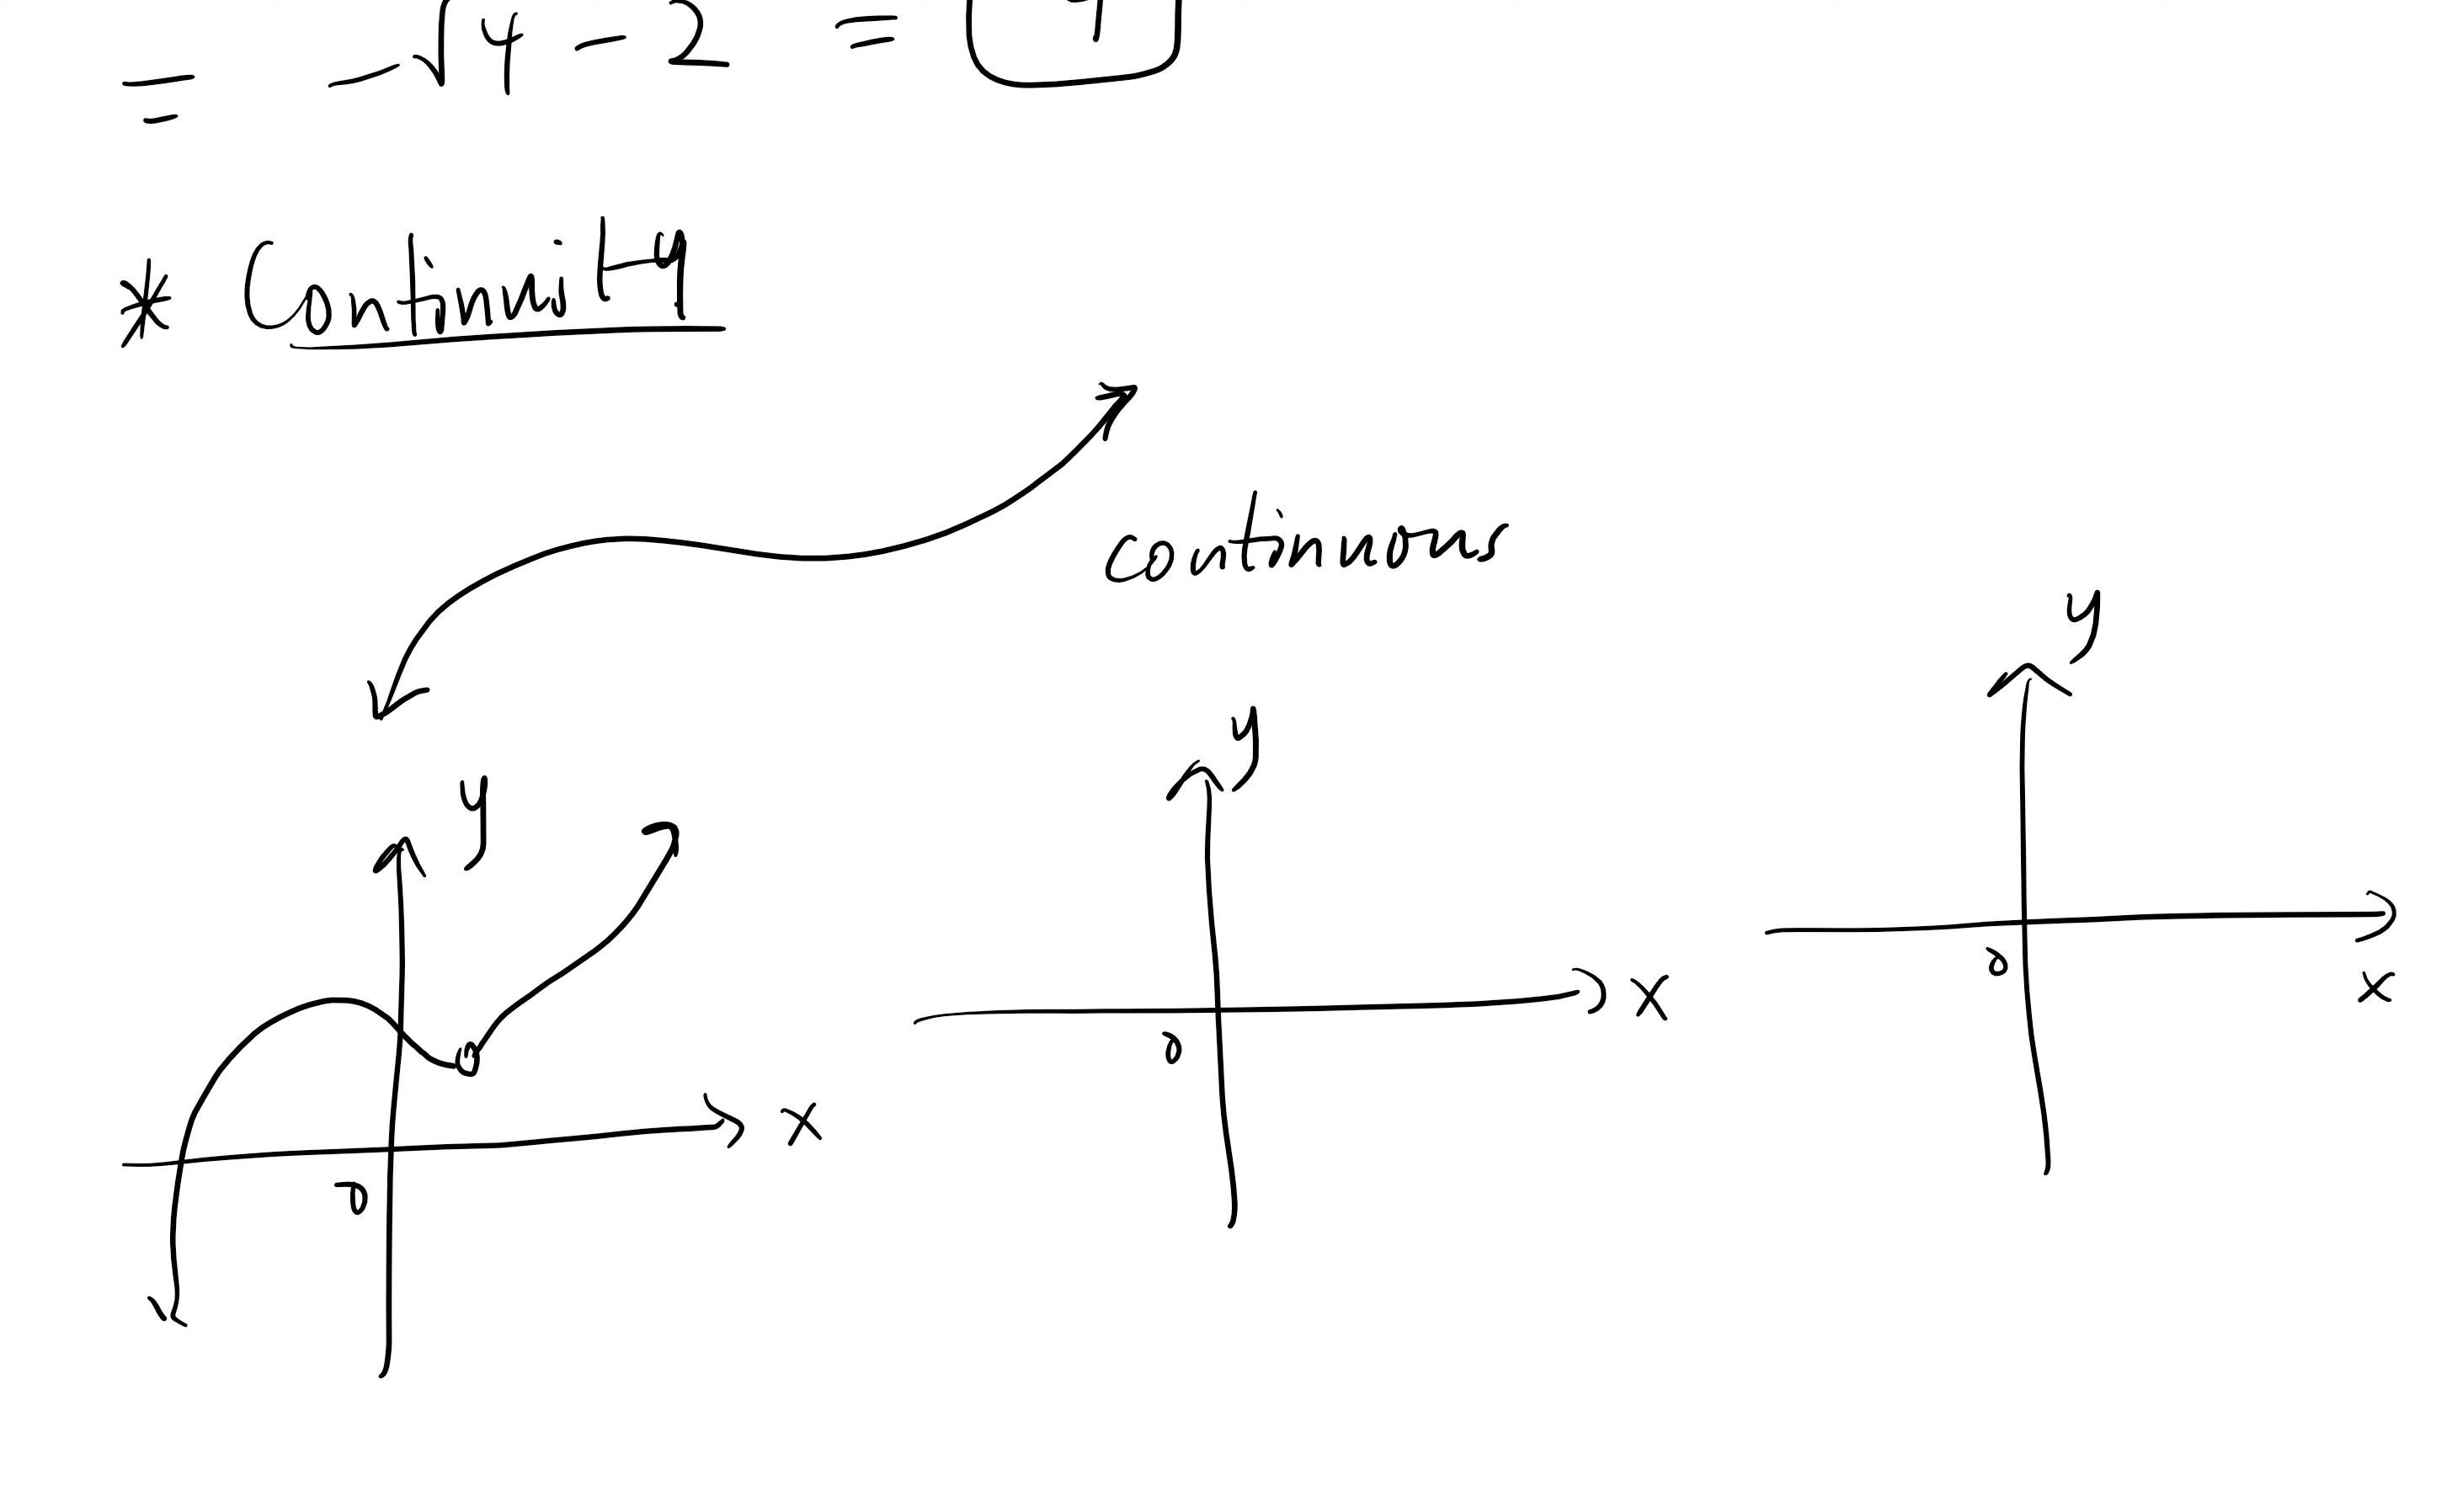 = -√4 - 2 =
* Continuity
continuous
y
y
y
x
0
x
0
x
0